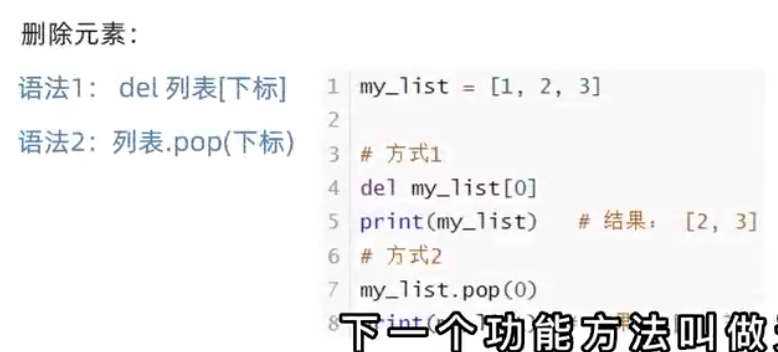 删除元素：
语法1： del 列表[下标]
语法2：列表.pop(下标)
1 my_list = [1, 2, 3]
2
3 # 方式1
4 del my_list[0]
5 print(my_list) # 结果： [2, 3]
6 # 方式2
7 my_list.pop(0)
8
下一个功能方法叫做